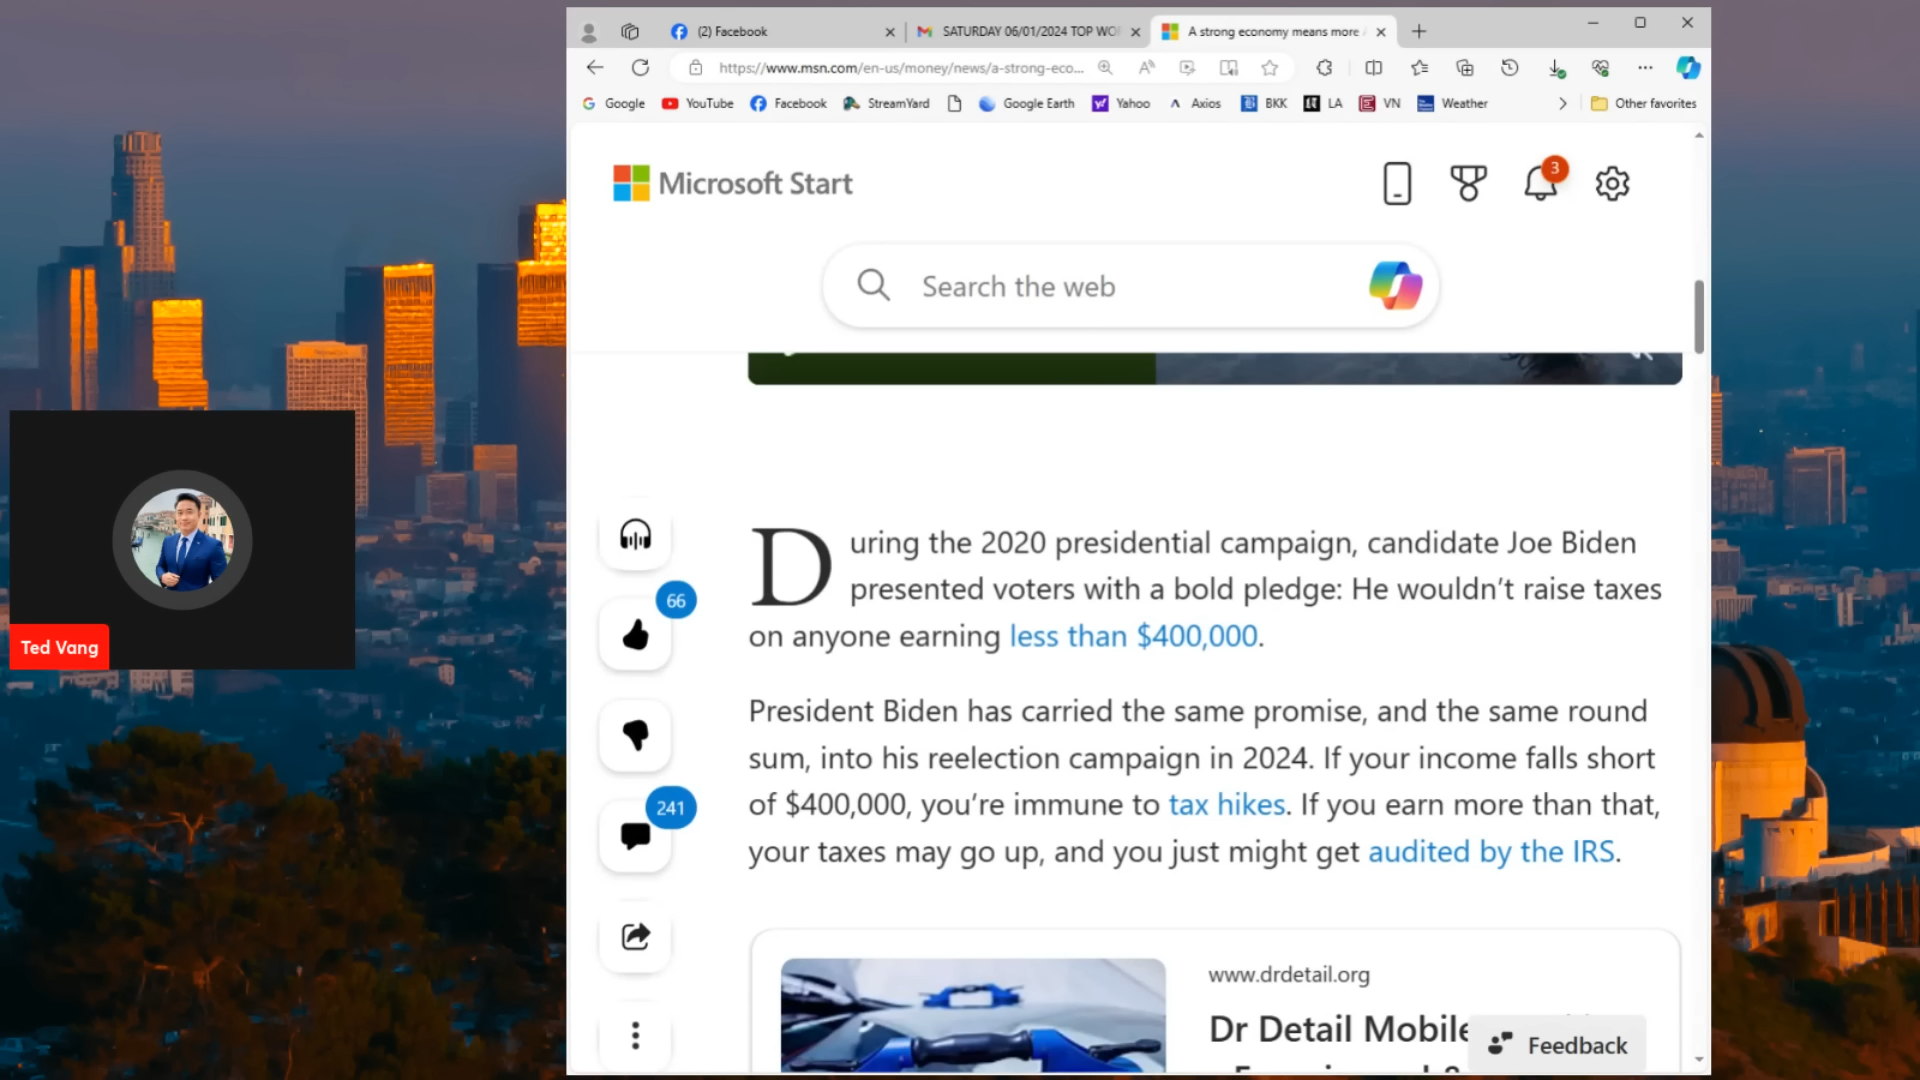 (2) Facebook
SATURDAY 06/01/2024 TOP WO
A strong economy means more
https://www.msn.com/en-us/money/news/a-strong-eco...
Google
YouTube
Facebook
StreamYard
Google Earth
Yahoo
Axios
BKK
LA
VN
Weather
Other favorites
Microsoft Start
3
Search the web
During the 2020 presidential campaign, candidate Joe Biden
presented voters with a bold pledge: He wouldn't raise taxes
on anyone earning less than $400,000.
66
President Biden has carried the same promise, and the same round
sum, into his reelection campaign in 2024. If your income falls short
of $400,000, you're immune to tax hikes. If you earn more than that,
your taxes may go up, and you just might get audited by the IRS.
241
www.drdetail.org
Dr Detail Mobile
Feedback
Ted Vang